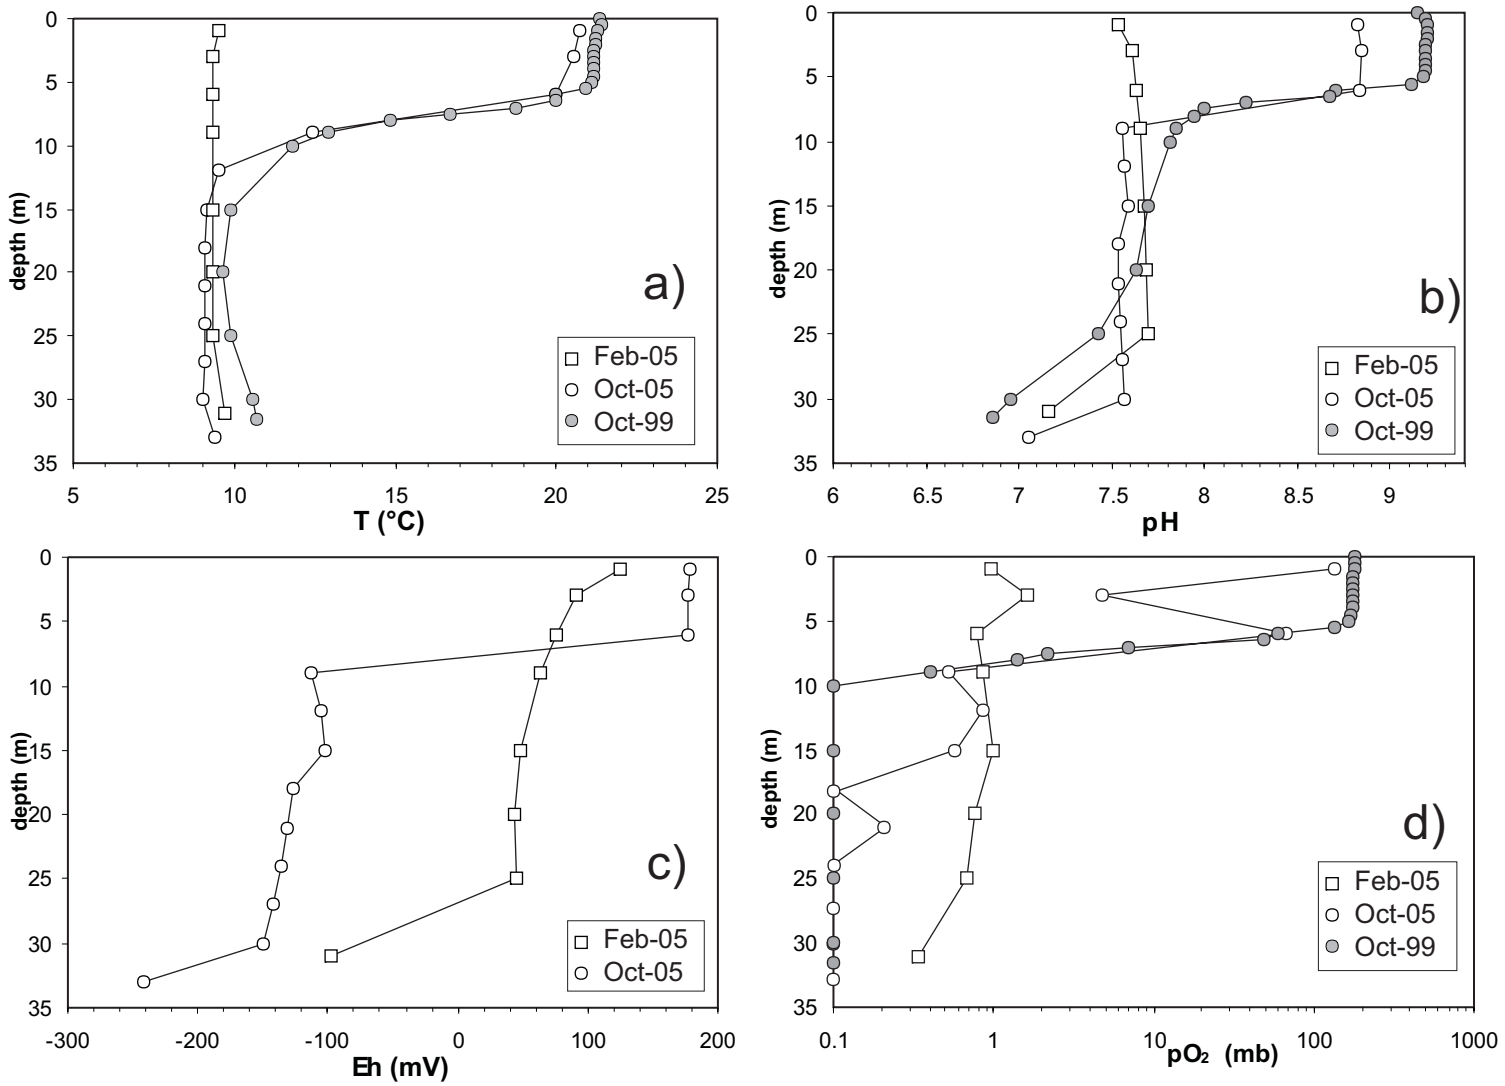 0
5
10
15
20
25
30
35
depth (m)
a)
Feb-05
Oct-05
Oct-99
5 10 15 20 25
T (°C)
0
5
10
15
20
25
30
35
depth (m)
b)
Feb-05
Oct-05
Oct-99
6 6.5 7 7.5 8 8.5 9
pH
0
5
10
15
20
25
30
35
depth (m)
c)
Feb-05
Oct-05
-300 -200 -100 0 100 200
Eh (mV)
0
5
10
15
20
25
30
35
depth (m)
d)
Feb-05
Oct-05
Oct-99
0.1 1 10 100 1000
pO₂ (mb)